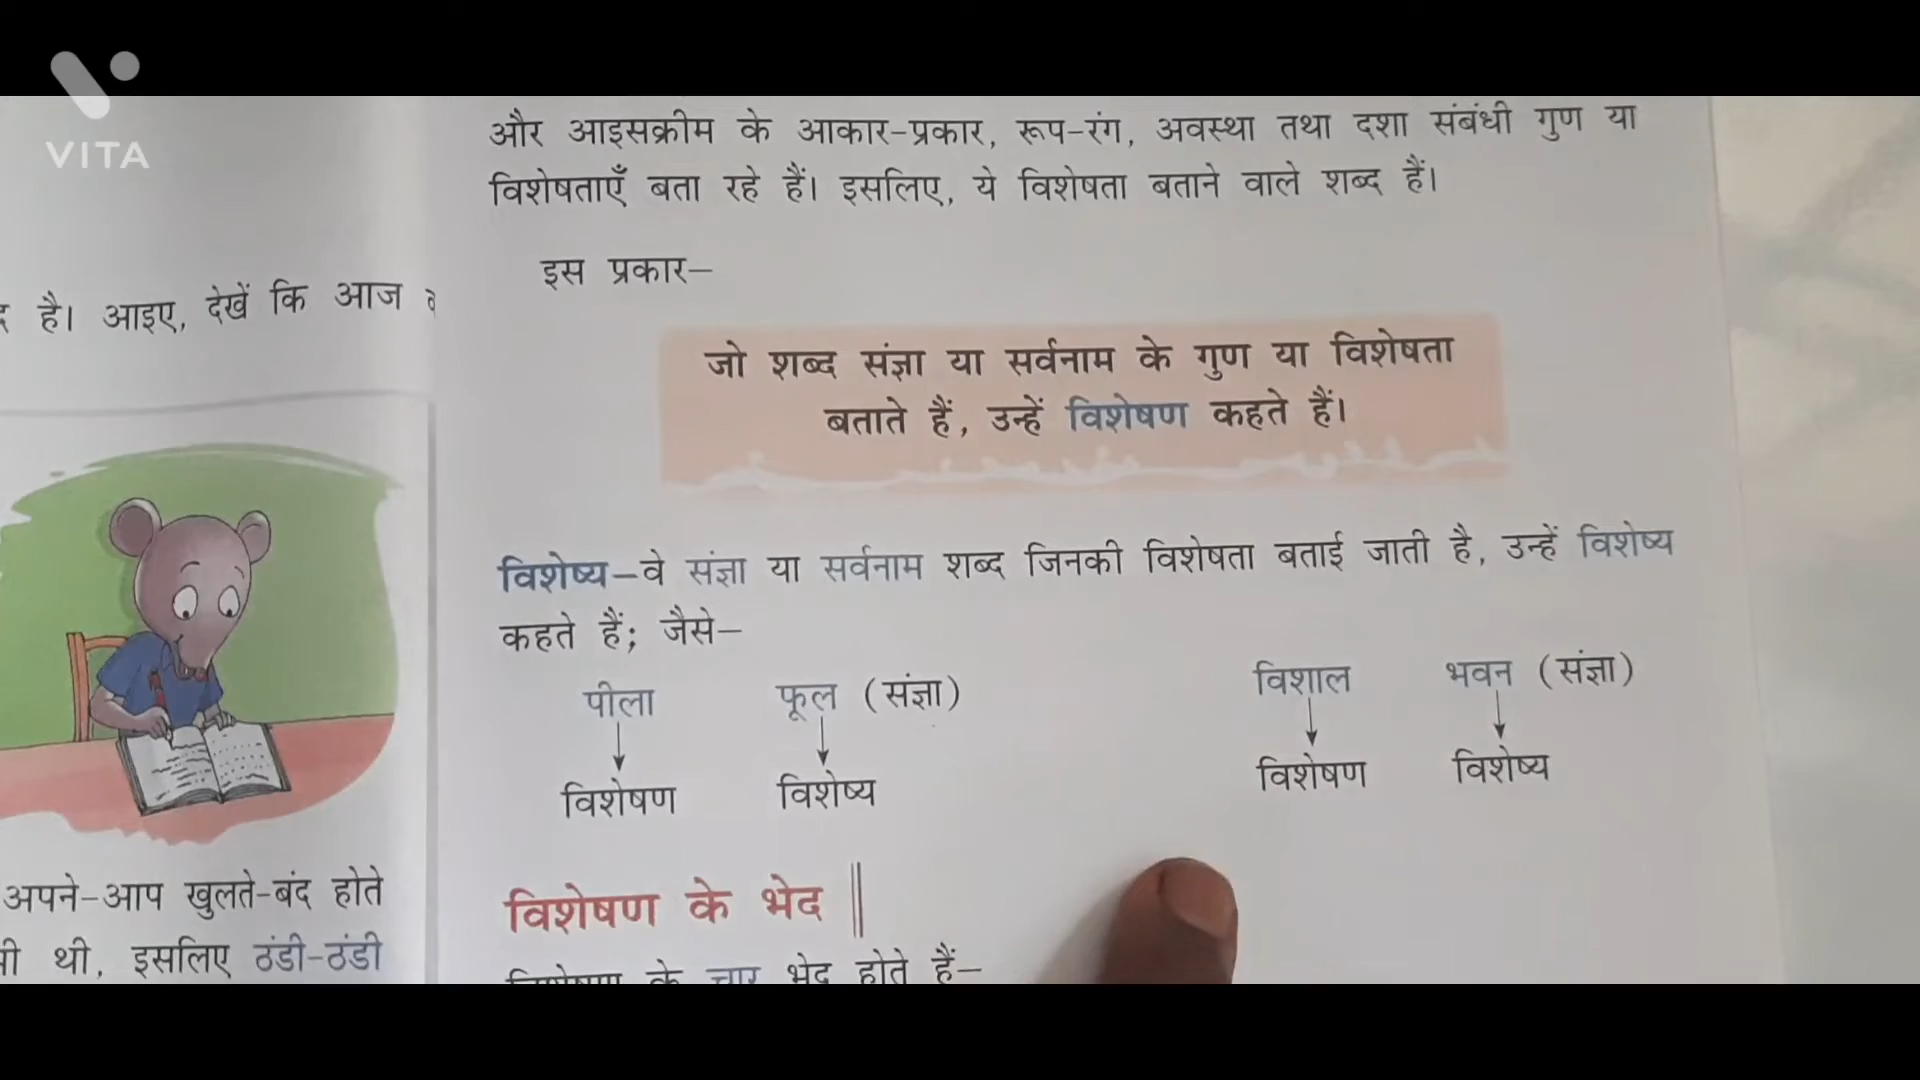 VITA
और आइसक्रीम के आकार-प्रकार, रूप-रंग, अवस्था तथा दशा संबंधी गुण या
विशेषताएँ बता रहे हैं। इसलिए, ये विशेषता बताने वाले शब्द हैं।
इस प्रकार–
जो शब्द संज्ञा या सर्वनाम के गुण या विशेषता
बताते हैं, उन्हें विशेषण कहते हैं।
विशेष्य–वे संज्ञा या सर्वनाम शब्द जिनकी विशेषता बताई जाती है, उन्हें विशेष्य
कहते हैं; जैसे–
पीला फूल (संज्ञा) विशाल भवन (संज्ञा)
विशेषण विशेष्य विशेषण विशेष्य
विशेषण के भेद
विशेषण के चार भेद होते हैं–
है। आइए, देखें कि आज
अपने-आप खुलते-बंद होते
थी, इसलिए ठंडी-ठंडी